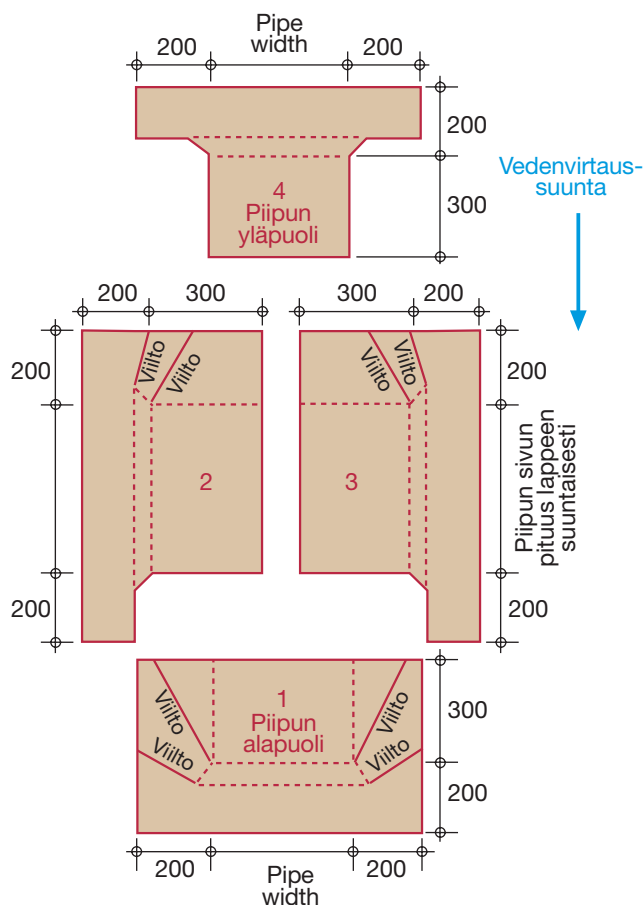 Pipe
width
200
200
200
300
4
Piipun
yläpuoli
Vedenvirtaus-
suunta
200
300
300
200
200
200
Viilto
Viilto
Viilto
Viilto
200
2
3
Piipun sivun
pituus lappeen
suuntaisesti
200
200
1
Piipun
alapuoli
Viilto
Viilto
Viilto
Viilto
300
200
200
Pipe
width
200